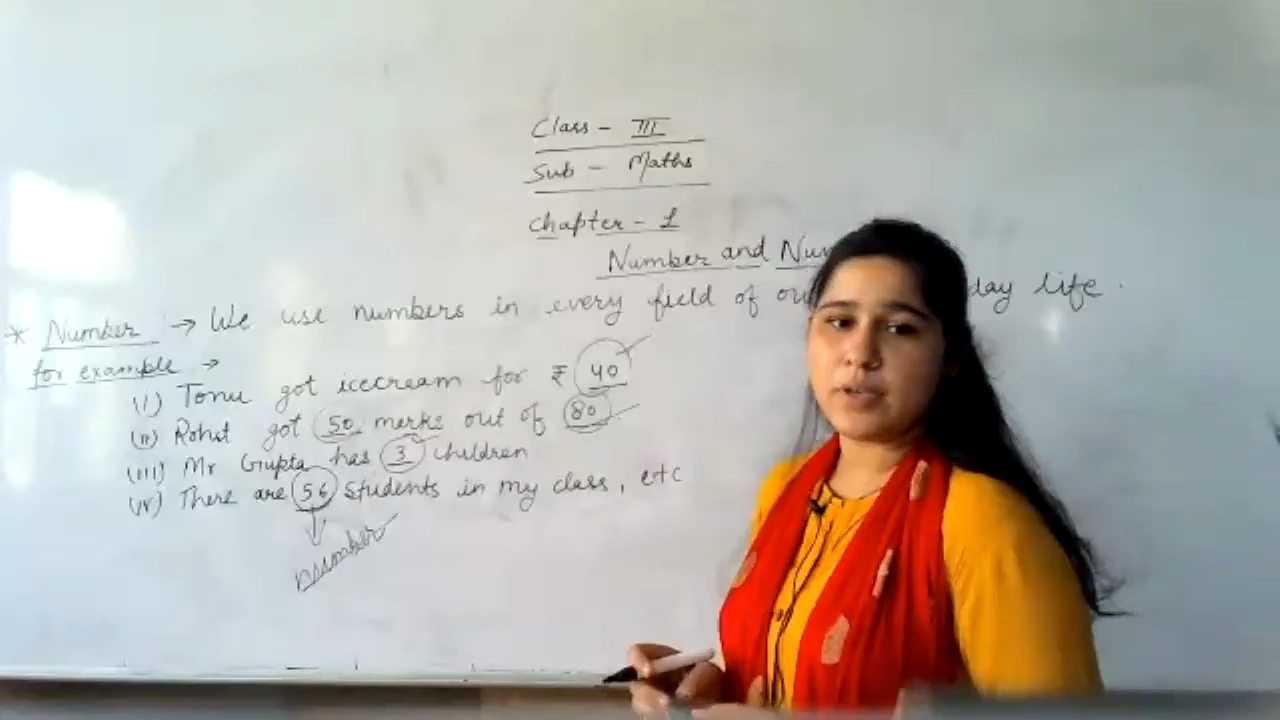 Class - III
Sub - Maths
Chapter - 1
Number and Num
* Number → We use numbers in every field of ou day life.
for example →
(i) Tonu got icecream for ₹ 40
(ii) Rohit got 50 marks out of 80
(iii) Mr Gupta has 3 children
(iv) There are 56 students in my class, etc
Number